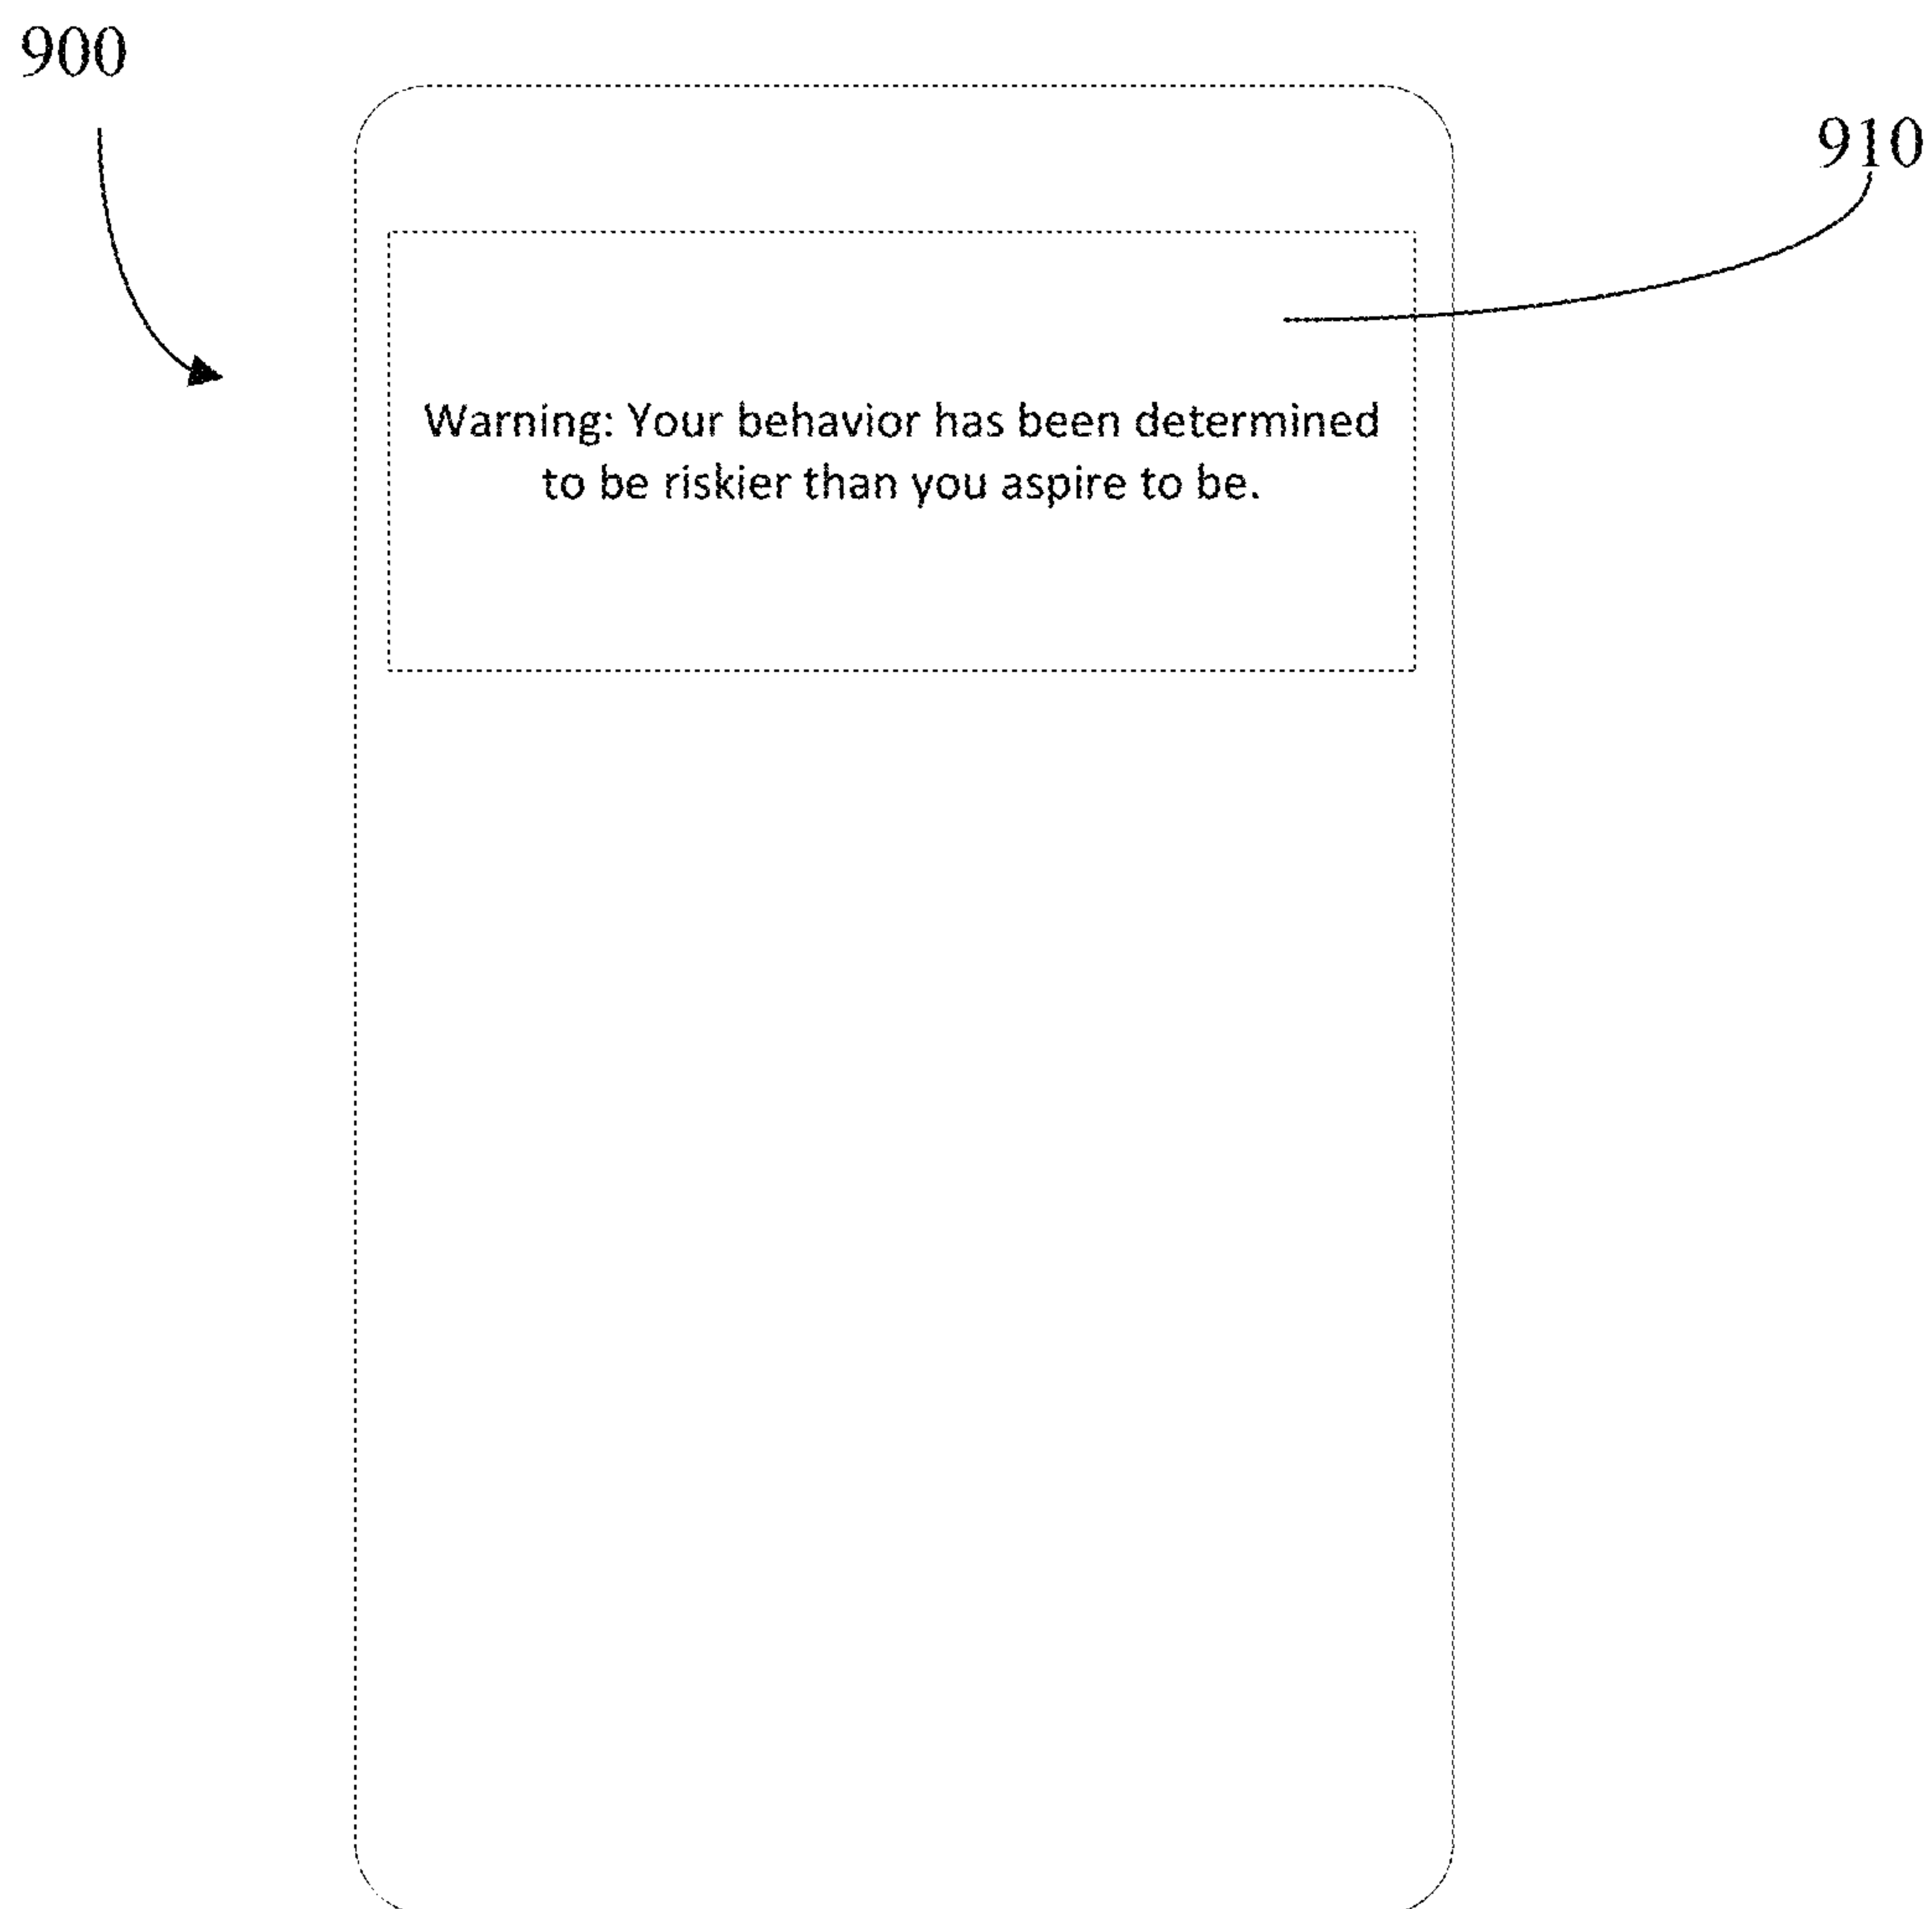 900
910
Warning: Your behavior has been determined
to be riskier than you aspire to be.